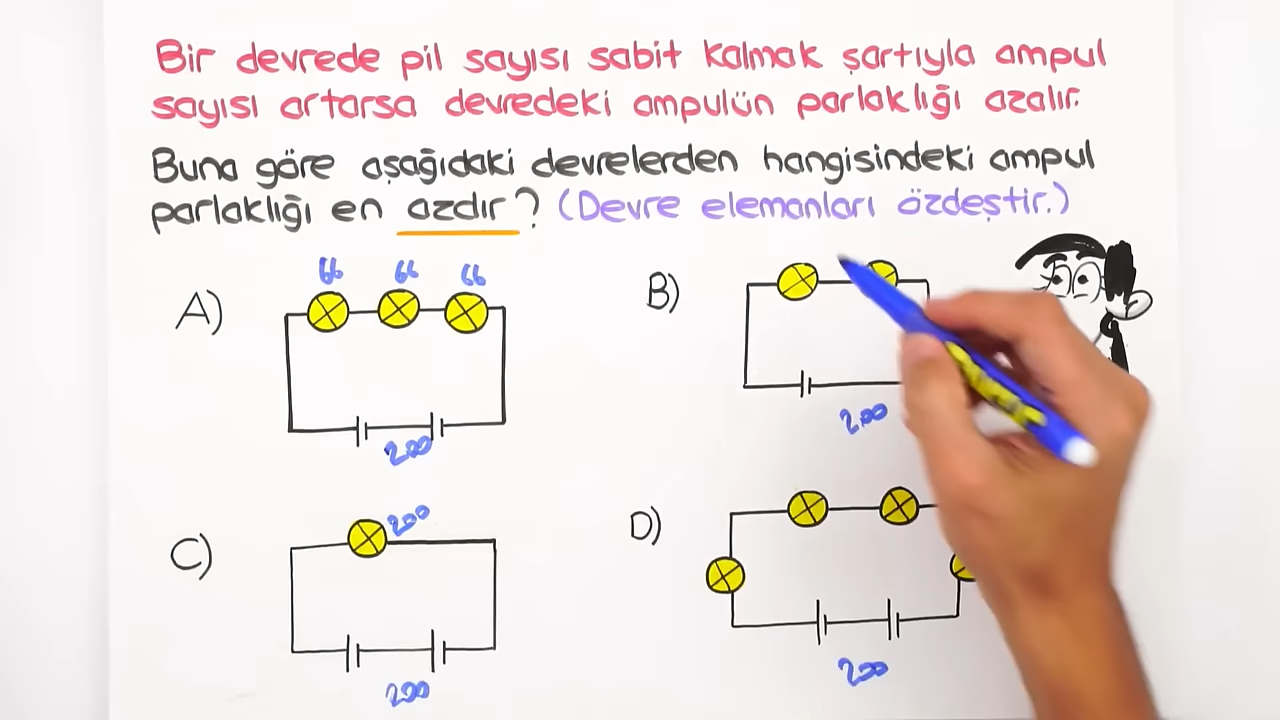 Bir devrede pil sayısı sabit kalmak şartıyla ampul
sayısı artarsa devredeki ampulün parlaklığı azalır.
Buna göre aşağıdaki devrelerden hangisindeki ampul
parlaklığı en azdır? (Devre elemanları özdeştir.)
A)
66 66 66
200
B)
200
C)
200
200
D)
200